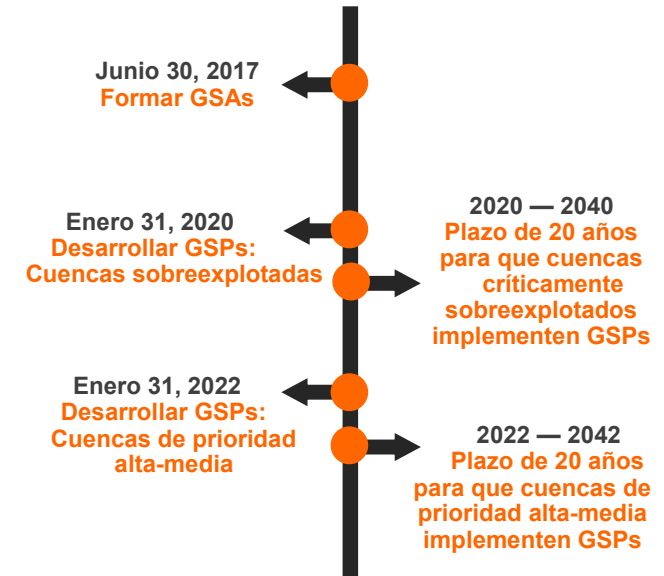 Junio 30, 2017
Formar GSAs
Enero 31, 2020
Desarrollar GSPs:
Cuencas sobreexplotadas
2020 — 2040
Plazo de 20 años
para que cuencas
críticamente
sobreexplotados
implementen GSPs
Enero 31, 2022
Desarrollar GSPs:
Cuencas de prioridad
alta-media
2022 — 2042
Plazo de 20 años
para que cuencas de
prioridad alta-media
implementen GSPs